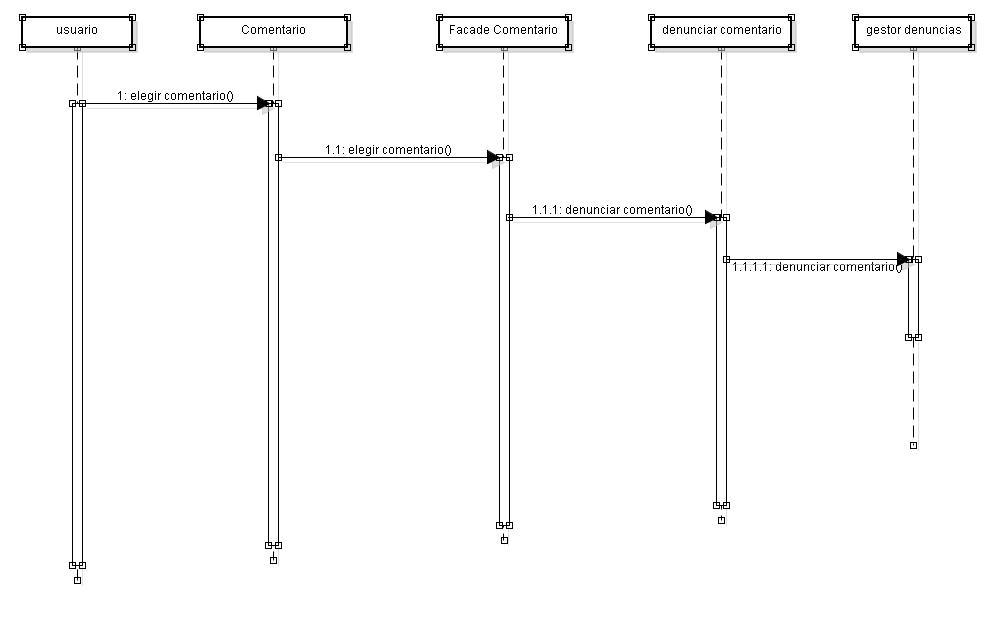 usuario
Comentario
Facade Comentario
denunciar comentario
gestor denuncias
1: elegir comentario()
1.1: elegir comentario()
1.1.1: denunciar comentario()
1.1.1.1: denunciar comentario()